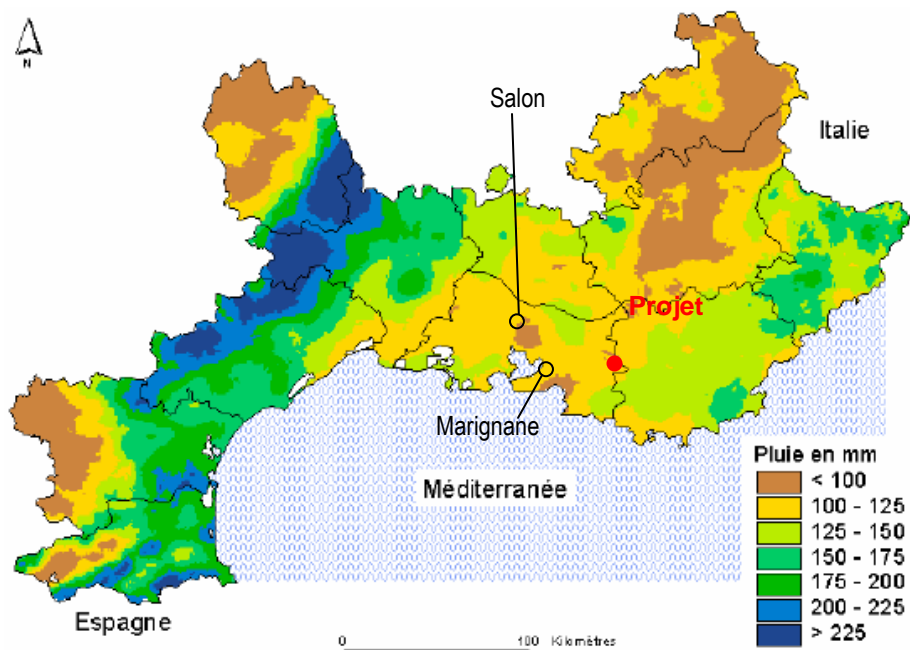 N
Salon
Italie
Projet
Marignane
Méditerranée
Espagne
Pluie en mm
< 100
100 - 125
125 - 150
150 - 175
175 - 200
200 - 225
> 225
0 100 Kilomètres